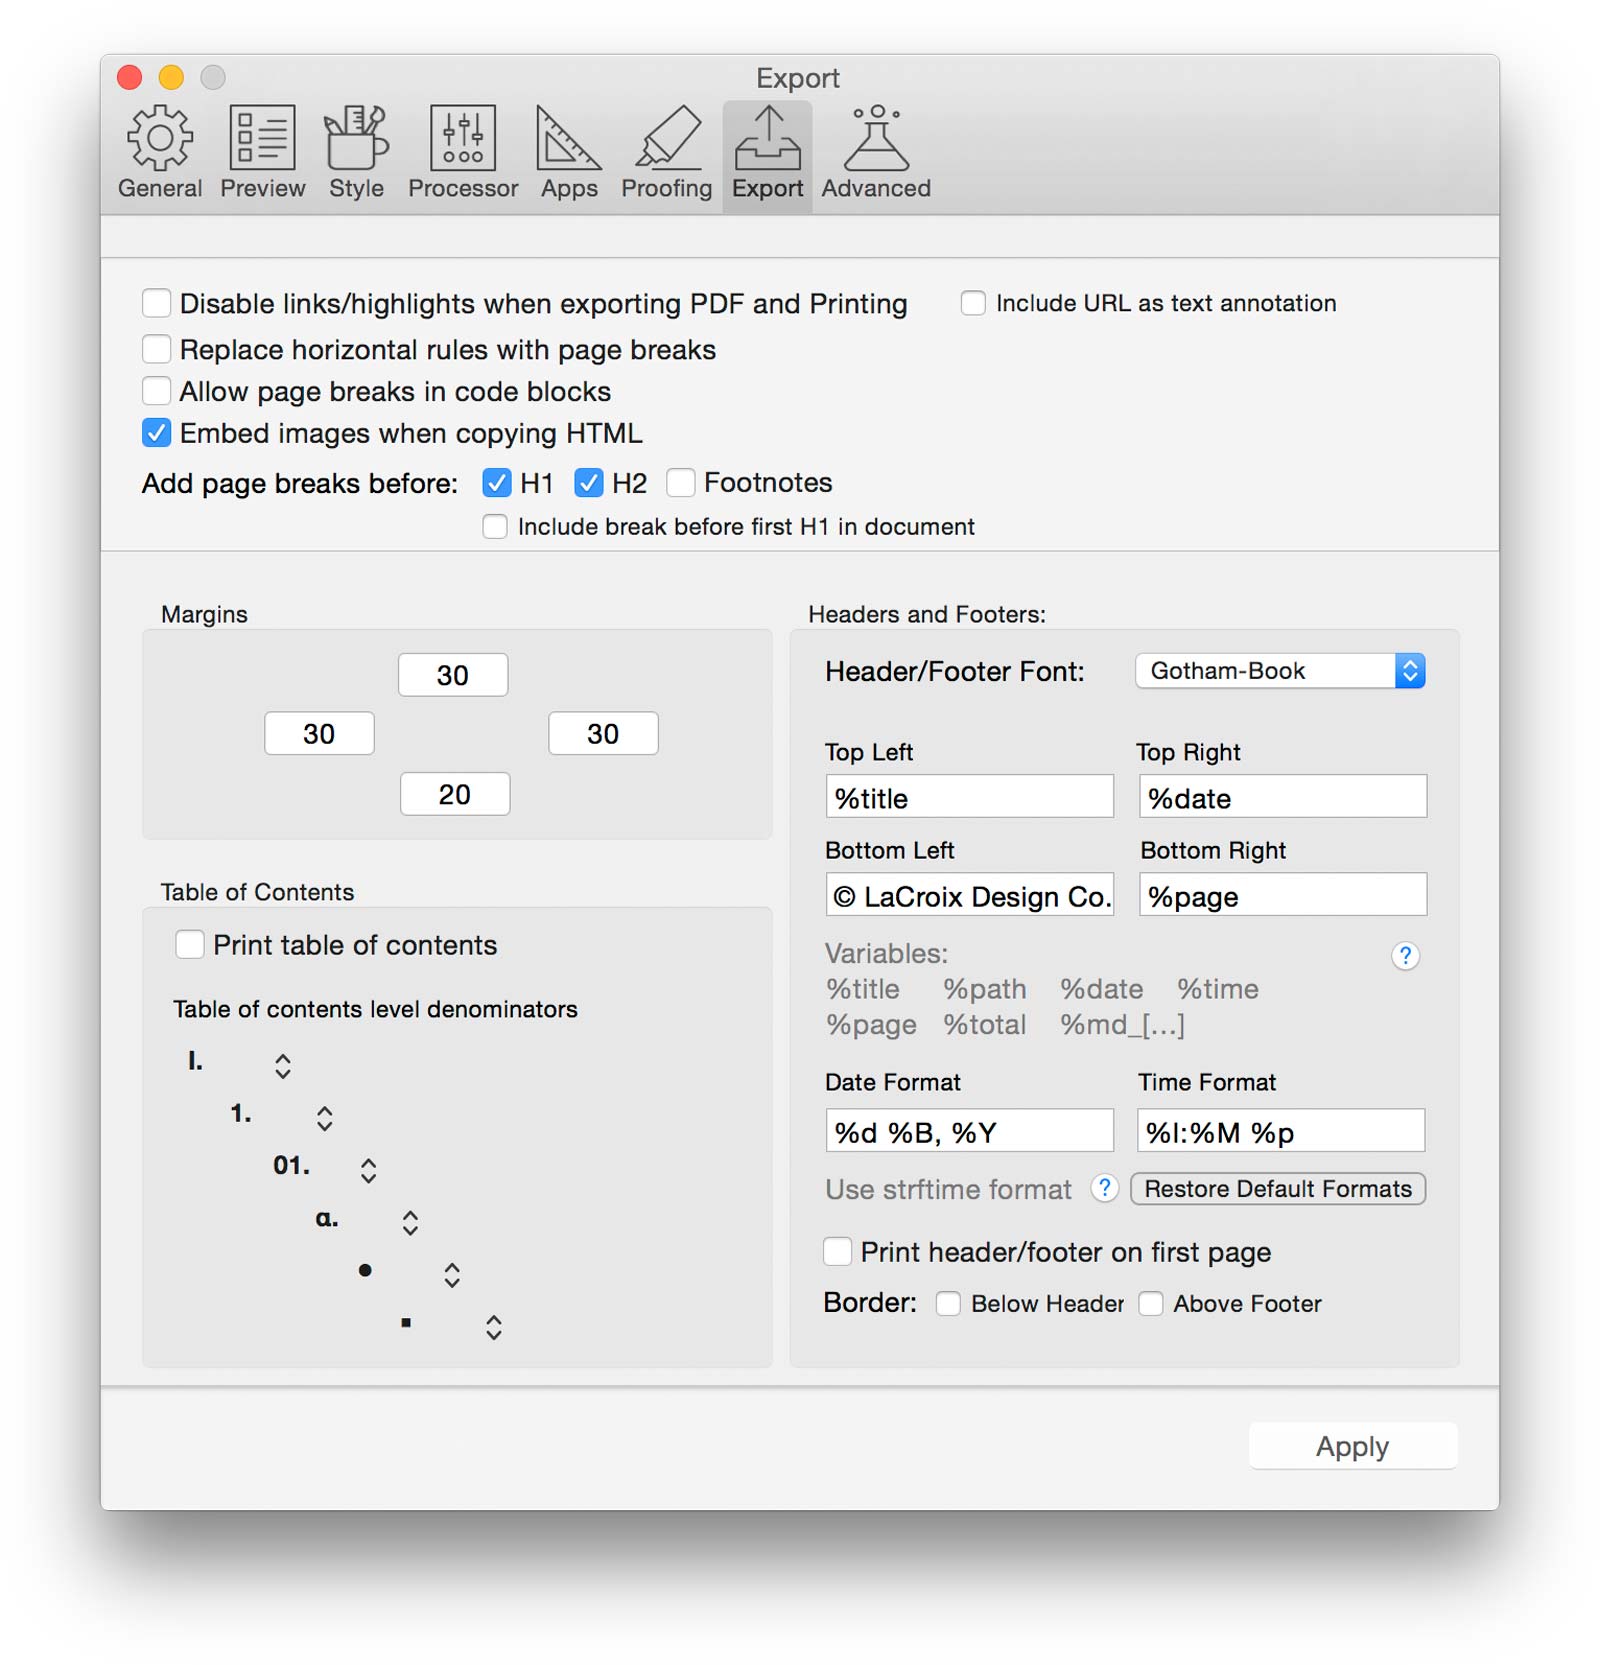 Export
General Preview Style Processor Apps Proofing Export Advanced
Disable links/highlights when exporting PDF and Printing Include URL as text annotation
Replace horizontal rules with page breaks
Allow page breaks in code blocks
Embed images when copying HTML
Add page breaks before: H1 H2 Footnotes
Include break before first H1 in document
Margins
30
30 30
20
Table of Contents
Print table of contents
Table of contents level denominators
I.
1.
01.
α.
●
■
Headers and Footers:
Header/Footer Font: Gotham-Book
Top Left Top Right
%title %date
Bottom Left Bottom Right
© LaCroix Design Co. %page
Variables: ?
%title %path %date %time
%page %total %md_[...]
Date Format Time Format
%d %B, %Y %I:%M %p
Use strftime format ? Restore Default Formats
Print header/footer on first page
Border: Below Header Above Footer
Apply